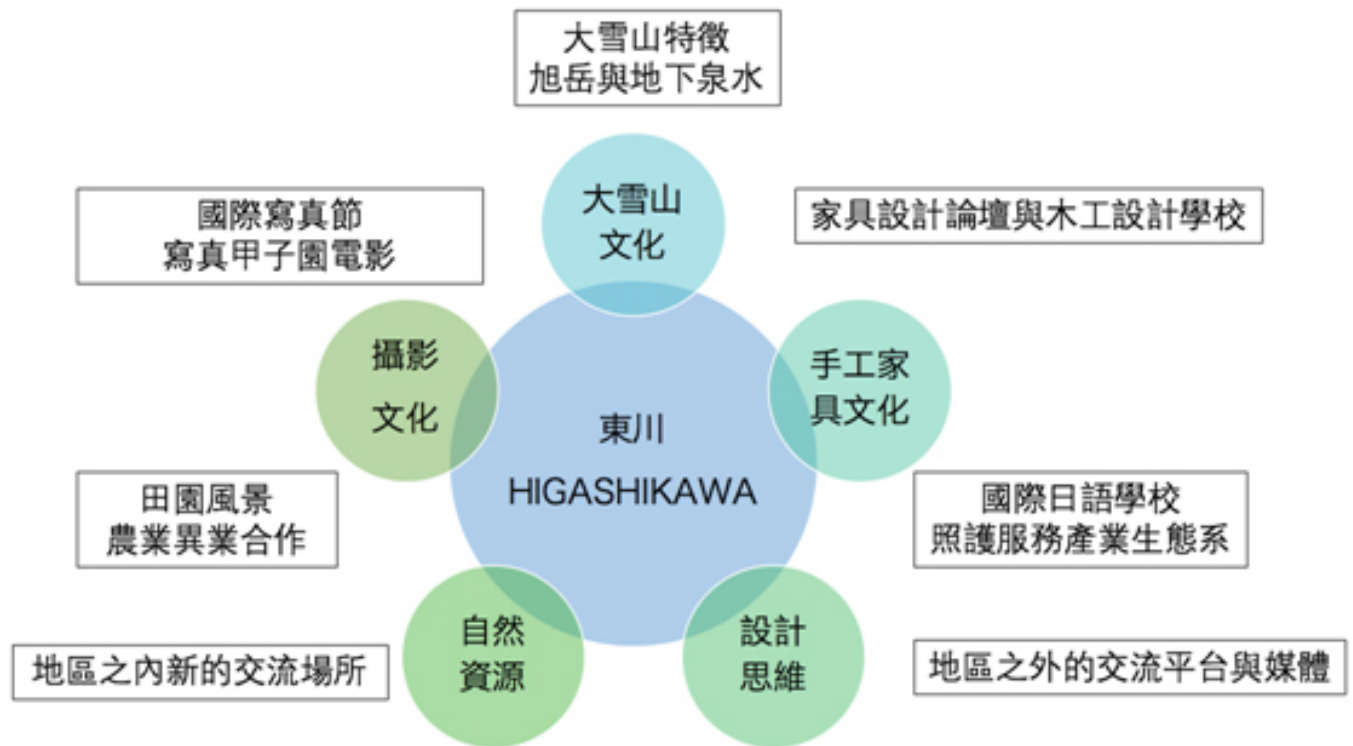 大雪山特徵
旭岳與地下泉水
大雪山
文化
國際寫真節
寫真甲子園電影
家具設計論壇與木工設計學校
攝影
文化
手工家
具文化
東川
HIGASHIKAWA
田園風景
農業異業合作
國際日語學校
照護服務產業生態系
自然
資源
設計
思維
地區之內新的交流場所
地區之外的交流平台與媒體